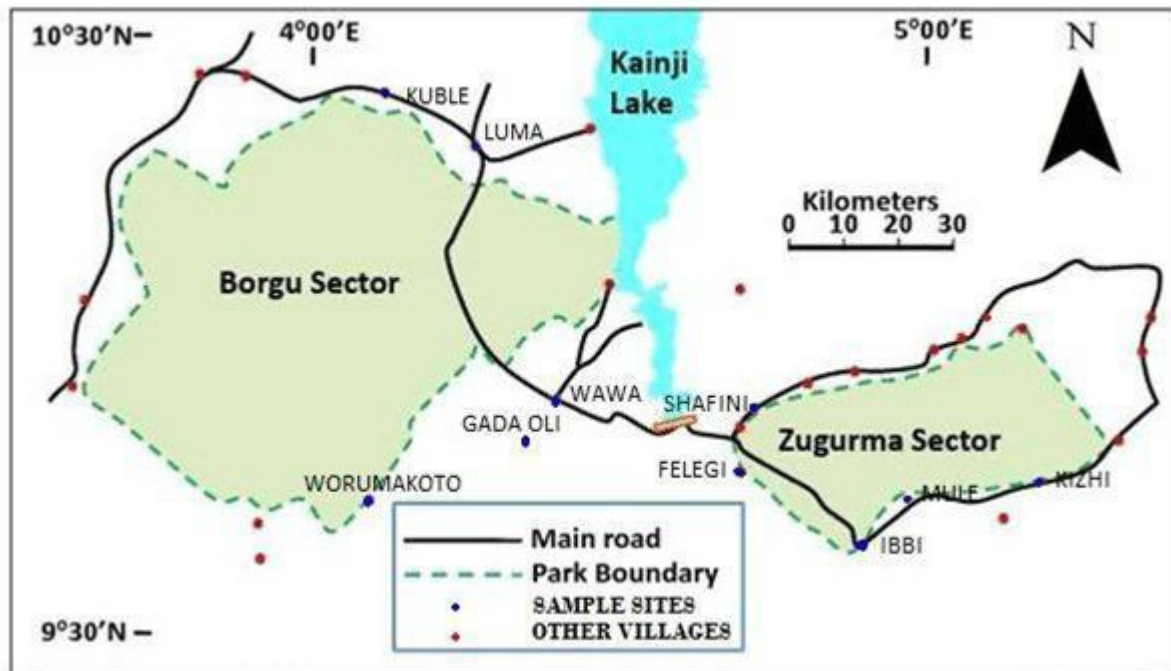 10°30'N
4°00'E
5°00'E
N
Kainji
Lake
KUBLE
LUMA
Kilometers
0 10 20 30
Borgu Sector
WAWA
SHAFINI
GADA OLI
Zugurma Sector
FELEGI
WORUMAKOTO
KIZHI
IBBI
Main road
Park Boundary
SAMPLE SITES
OTHER VILLAGES
9°30'N